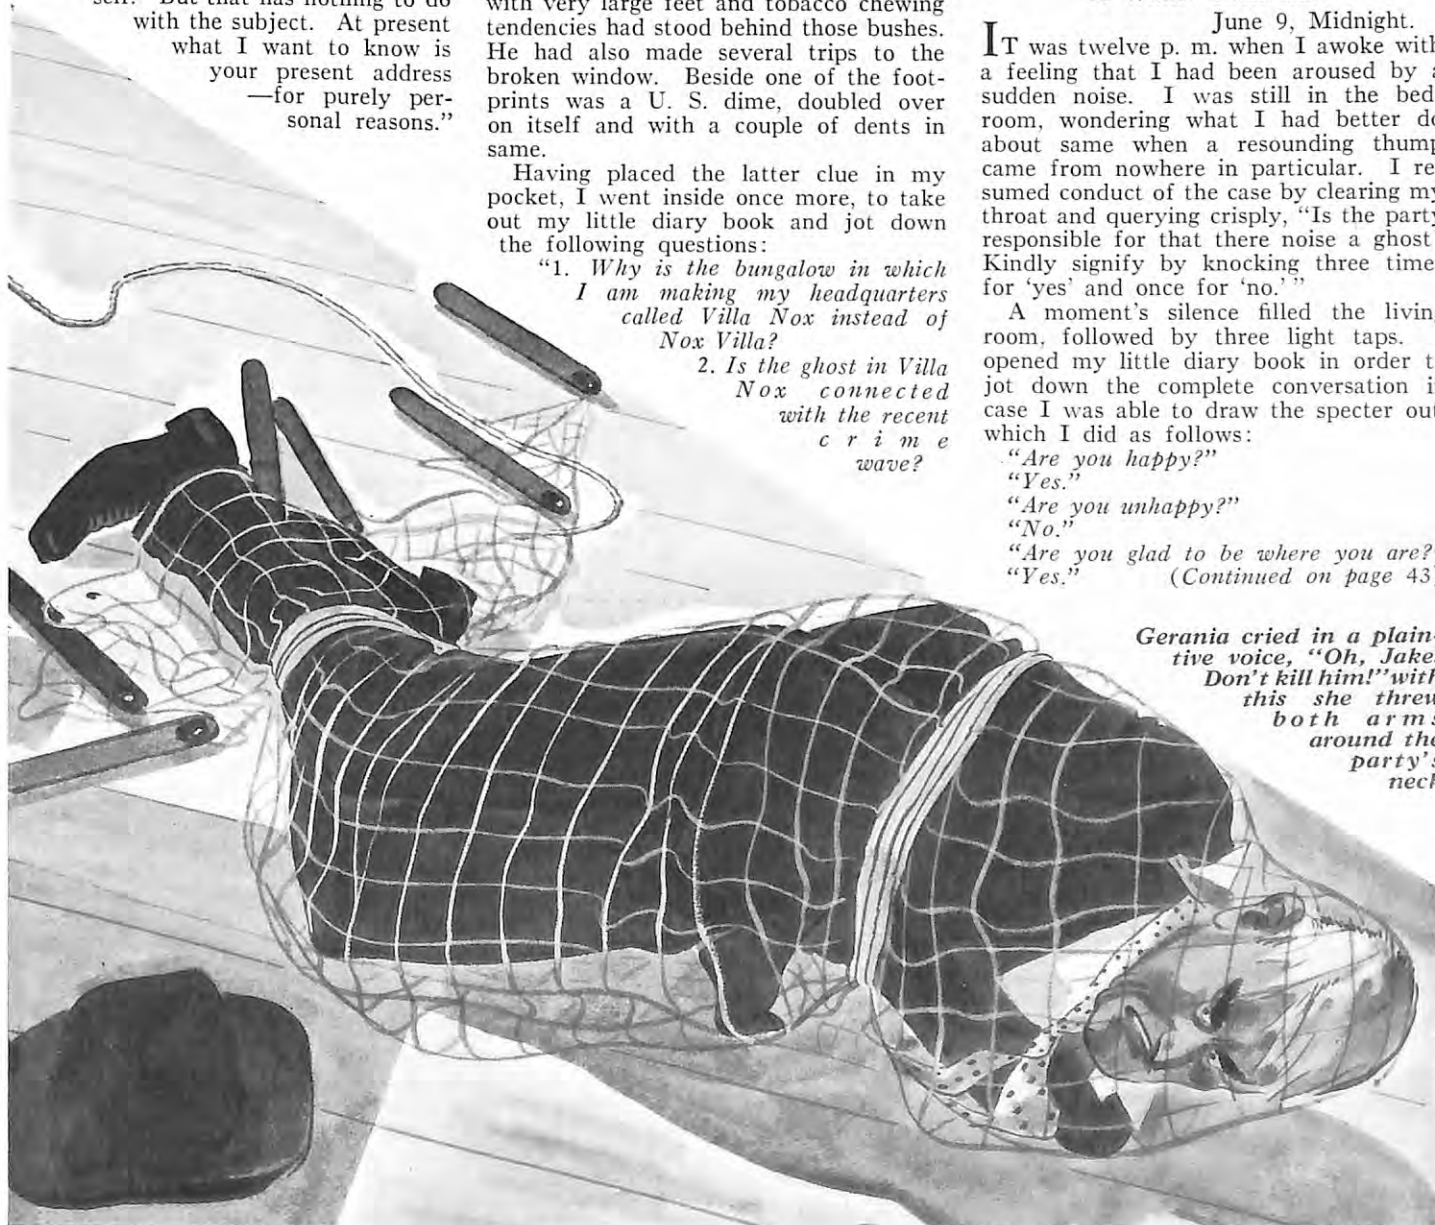 with the subject. At present
what I want to know is
your present address
—for purely per-
sonal reasons.”
with very large feet and tobacco chewing
tendencies had stood behind those bushes.
He had also made several trips to the
broken window. Beside one of the foot-
prints was a U. S. dime, doubled over
on itself and with a couple of dents in
same.
Having placed the latter clue in my
pocket, I went inside once more, to take
out my little diary book and jot down
the following questions:
“1. Why is the bungalow in which
I am making my headquarters
called Villa Nox instead of
Nox Villa?
2. Is the ghost in Villa
Nox connected
with the recent
crime
wave?
June 9, Midnight.
IT was twelve p. m. when I awoke with
a feeling that I had been aroused by a
sudden noise. I was still in the bed-
room, wondering what I had better do
about same when a resounding thump
came from nowhere in particular. I re-
sumed conduct of the case by clearing my
throat and querying crisply, “Is the party
responsible for that there noise a ghost?
Kindly signify by knocking three times
for ‘yes’ and once for ‘no.’”
A moment’s silence filled the living
room, followed by three light taps.
opened my little diary book in order to
jot down the complete conversation in
case I was able to draw the specter out,
which I did as follows:
“Are you happy?”
“Yes.”
“Are you unhappy?”
“No.”
“Are you glad to be where you are?”
“Yes.” (Continued on page 43)
Gerania cried in a plain-
tive voice, “Oh, Jake.
Don’t kill him!” with
this she threw
both arms
around the
party’s
neck